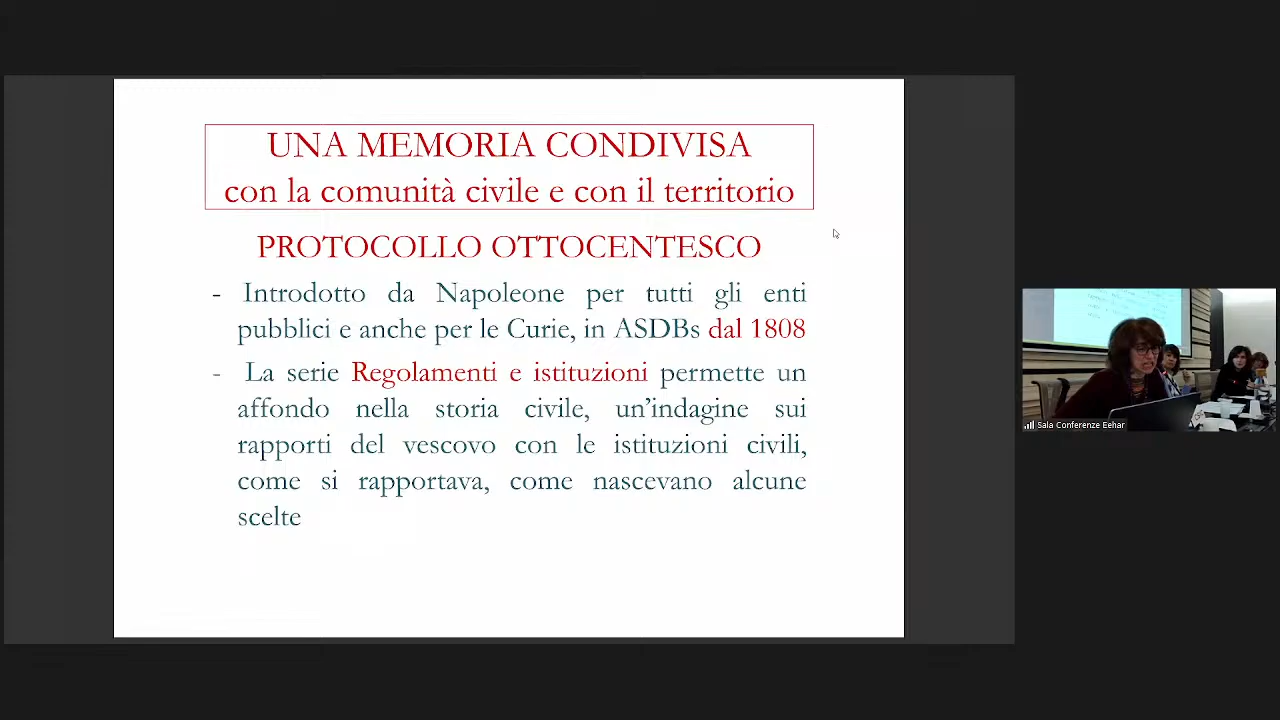 UNA MEMORIA CONDIVISA
con la comunità civile e con il territorio
PROTOCOLLO OTTOCENTESCO
- Introdotto da Napoleone per tutti gli enti
pubblici e anche per le Curie, in ASDBs dal 1808
- La serie Regolamenti e istituzioni permette un
affondo nella storia civile, un’indagine sui
rapporti del vescovo con le istituzioni civili,
come si rapportava, come nascevano alcune
scelte
Sala Conferenze Eehar